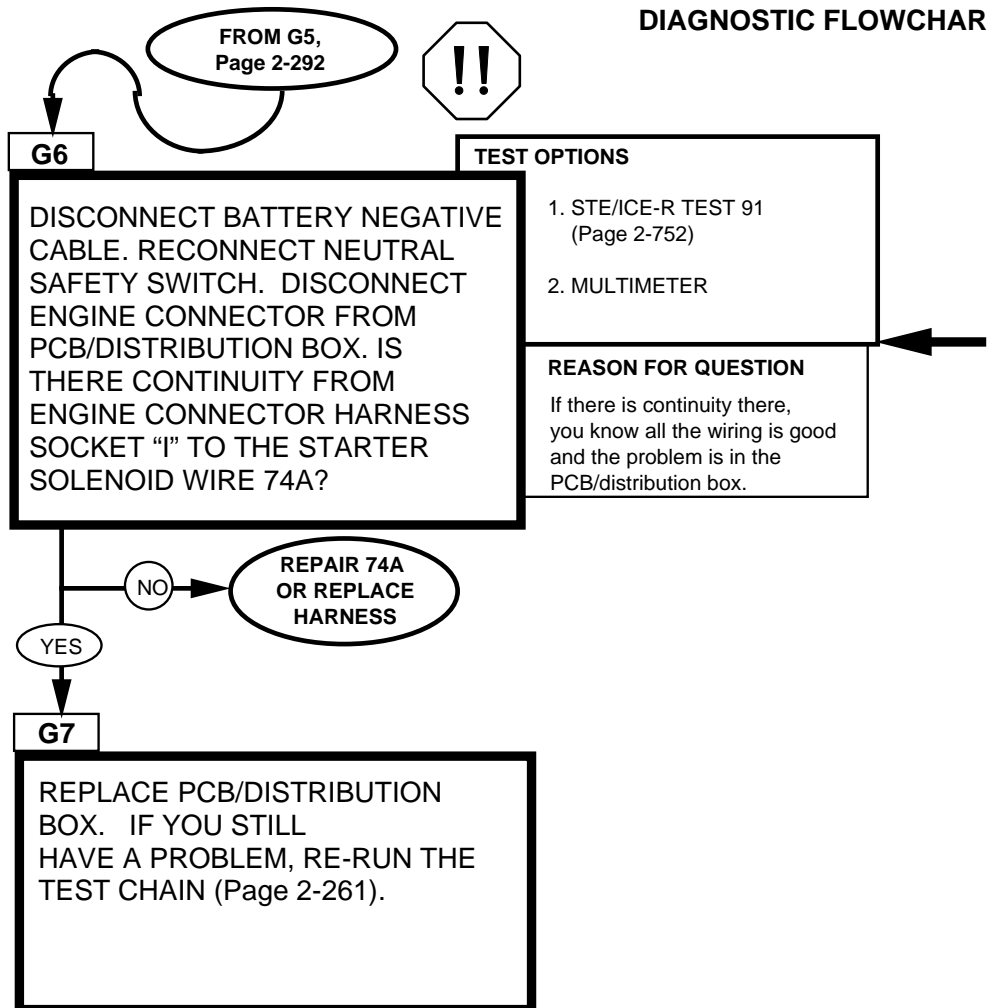 DIAGNOSTIC FLOWCHAR
FROM G5,
Page 2-292
!!
G6
DISCONNECT BATTERY NEGATIVE
CABLE. RECONNECT NEUTRAL
SAFETY SWITCH. DISCONNECT
ENGINE CONNECTOR FROM
PCB/DISTRIBUTION BOX. IS
THERE CONTINUITY FROM
ENGINE CONNECTOR HARNESS
SOCKET “I” TO THE STARTER
SOLENOID WIRE 74A?
TEST OPTIONS
1. STE/ICE-R TEST 91
(Page 2-752)
2. MULTIMETER
REASON FOR QUESTION
If there is continuity there,
you know all the wiring is good
and the problem is in the
PCB/distribution box.
NO
REPAIR 74A
OR REPLACE
HARNESS
YES
G7
REPLACE PCB/DISTRIBUTION
BOX. IF YOU STILL
HAVE A PROBLEM, RE-RUN THE
TEST CHAIN (Page 2-261).